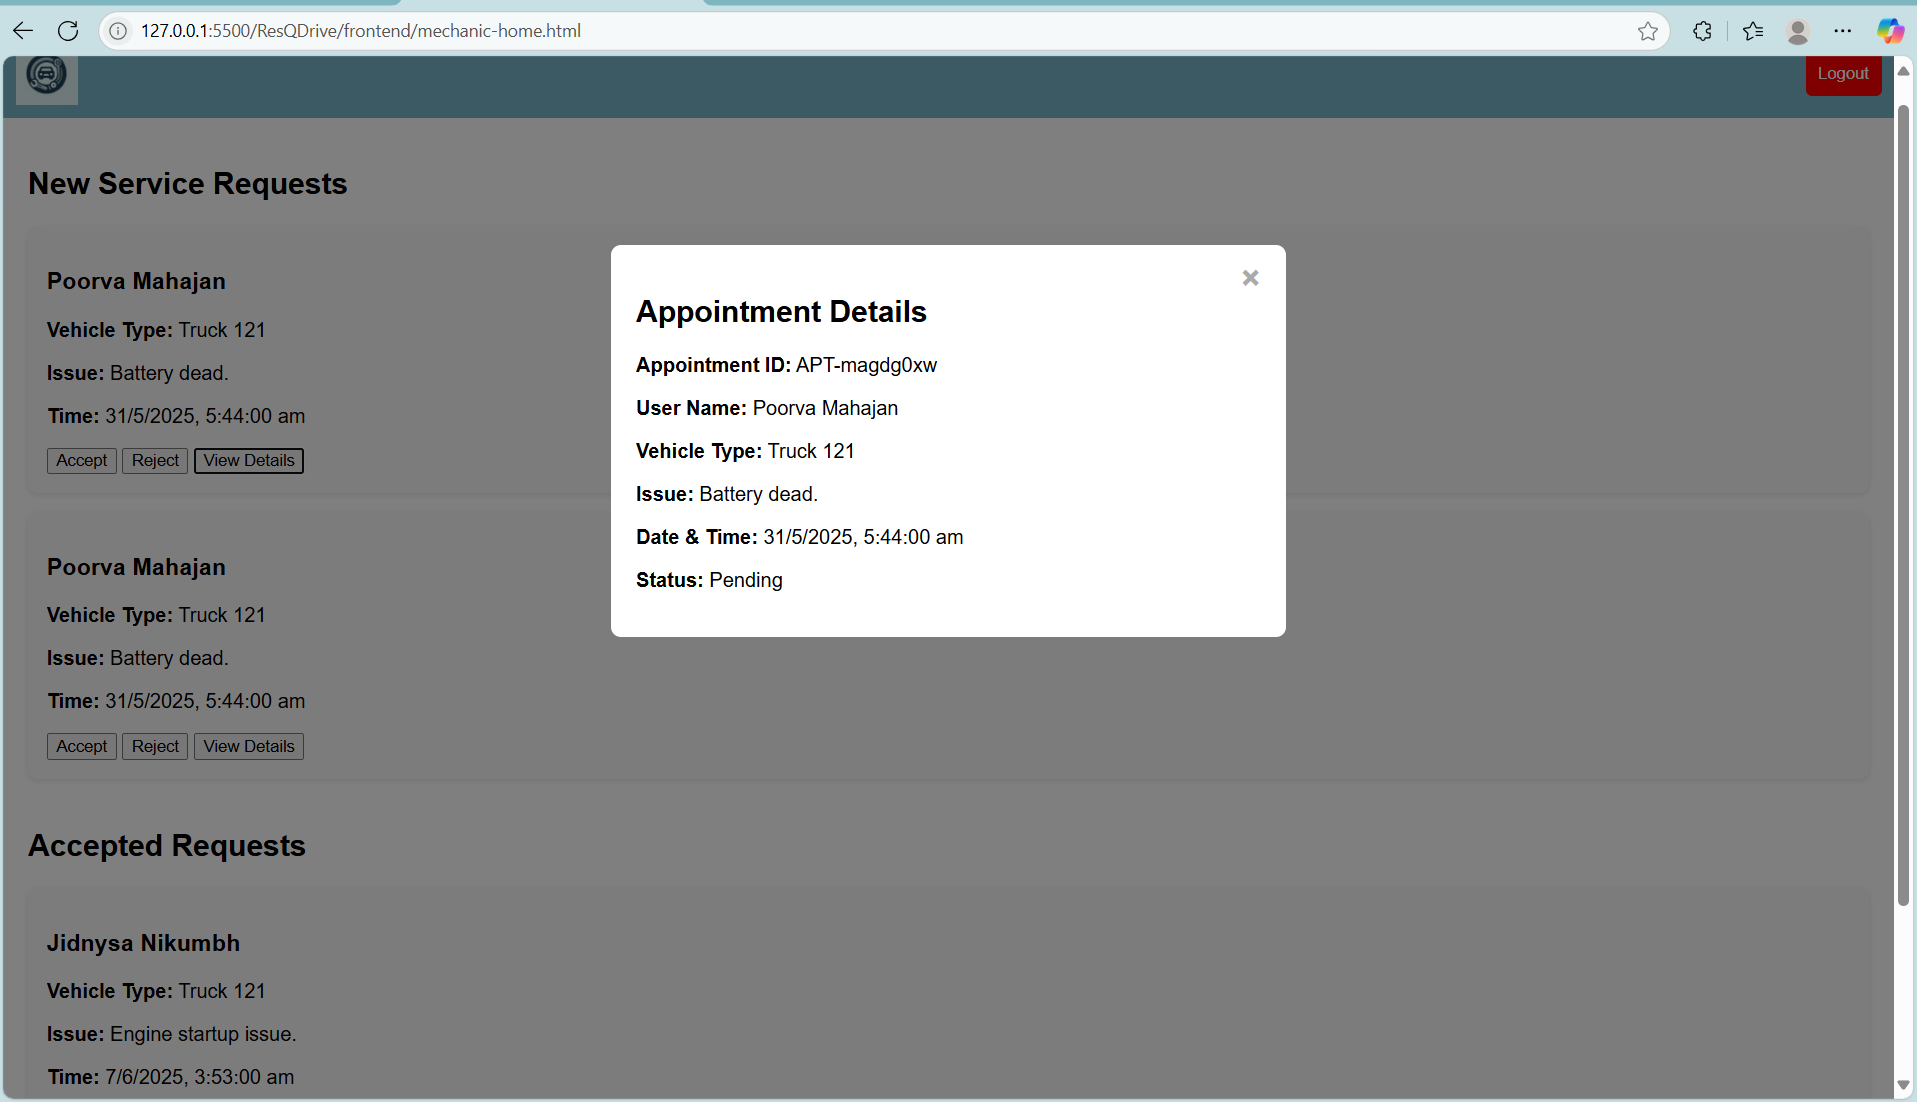 127.0.0.1:5500/ResQDrive/frontend/mechanic-home.html
Logout
New Service Requests
Poorva Mahajan
Vehicle Type: Truck 121
Issue: Battery dead.
Time: 31/5/2025, 5:44:00 am
Accept Reject View Details
Poorva Mahajan
Vehicle Type: Truck 121
Issue: Battery dead.
Time: 31/5/2025, 5:44:00 am
Accept Reject View Details
Accepted Requests
Jidnysa Nikumbh
Vehicle Type: Truck 121
Issue: Engine startup issue.
Time: 7/6/2025, 3:53:00 am
Appointment Details
Appointment ID: APT-magdg0xw
User Name: Poorva Mahajan
Vehicle Type: Truck 121
Issue: Battery dead.
Date & Time: 31/5/2025, 5:44:00 am
Status: Pending